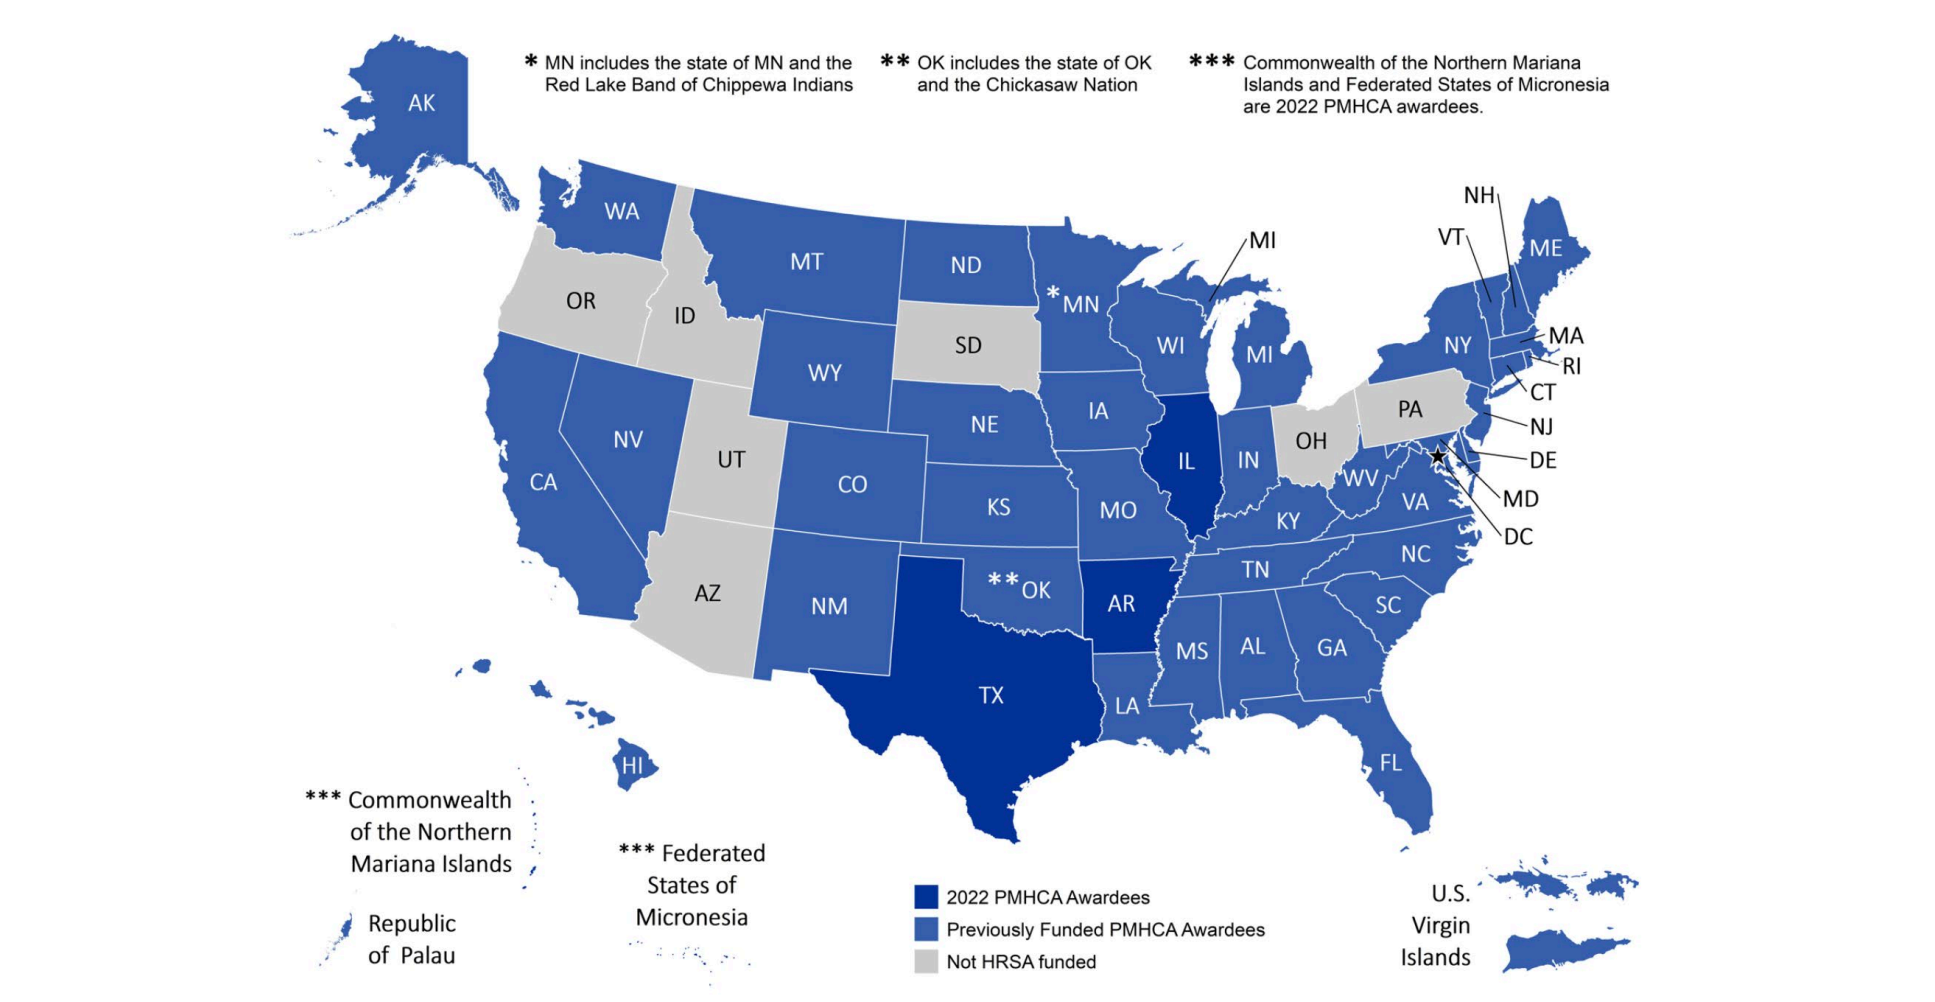 * MN includes the state of MN and the
Red Lake Band of Chippewa Indians
** OK includes the state of OK
and the Chickasaw Nation
*** Commonwealth of the Northern Mariana
Islands and Federated States of Micronesia
are 2022 PMHCA awardees.
AK
WA
MT
ND
*MN
MI
NH
VT
ME
OR
ID
SD
WI
MI
NY
MA
RI
CT
WY
NE
IA
PA
NJ
NV
UT
CO
IL
IN
OH
DE
CA
KS
MO
WV
VA
MD
KY
DC
AZ
NM
**OK
AR
TN
NC
SC
MS
AL
GA
TX
LA
FL
HI
*** Commonwealth
of the Northern
Mariana Islands
*** Federated
States of
Micronesia
Republic
of Palau
2022 PMHCA Awardees
Previously Funded PMHCA Awardees
Not HRSA funded
U.S.
Virgin
Islands